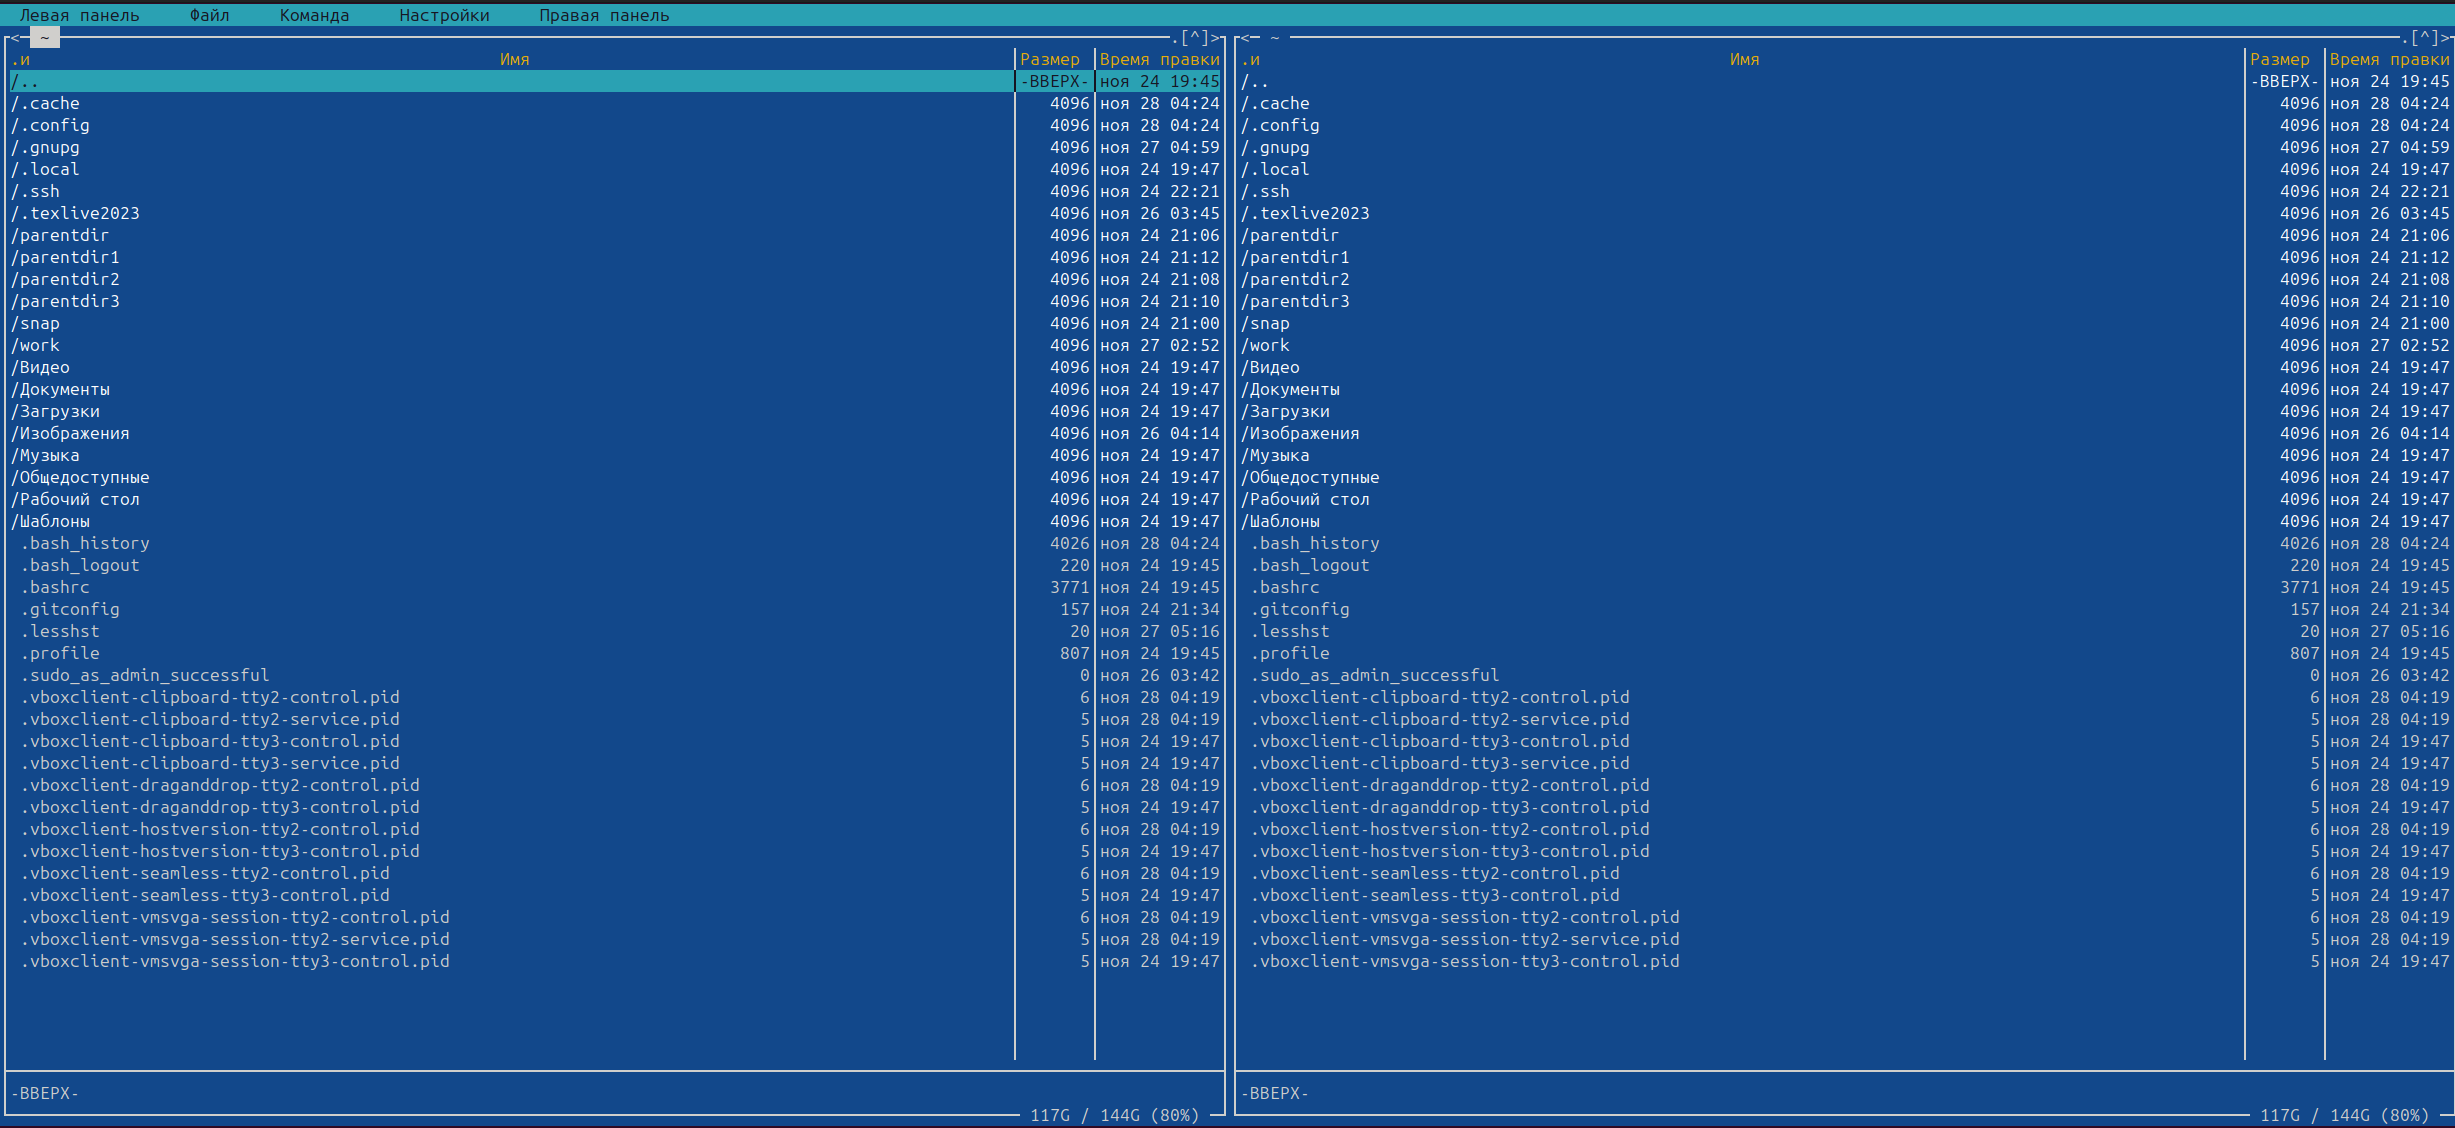 Левая панель Файл Команда Настройки Правая панель
<─ ~ .[^]>
.и Имя Размер Время правки
/.. -ВВЕРХ- ноя 24 19:45
/.cache 4096 ноя 28 04:24
/.config 4096 ноя 28 04:24
/.gnupg 4096 ноя 27 04:59
/.local 4096 ноя 24 19:47
/.ssh 4096 ноя 24 22:21
/.texlive2023 4096 ноя 26 03:45
/parentdir 4096 ноя 24 21:06
/parentdir1 4096 ноя 24 21:12
/parentdir2 4096 ноя 24 21:08
/parentdir3 4096 ноя 24 21:10
/snap 4096 ноя 24 21:00
/work 4096 ноя 27 02:52
/Видео 4096 ноя 24 19:47
/Документы 4096 ноя 24 19:47
/Загрузки 4096 ноя 24 19:47
/Изображения 4096 ноя 26 04:14
/Музыка 4096 ноя 24 19:47
/Общедоступные 4096 ноя 24 19:47
/Рабочий стол 4096 ноя 24 19:47
/Шаблоны 4096 ноя 24 19:47
.bash_history 4026 ноя 28 04:24
.bash_logout 220 ноя 24 19:45
.bashrc 3771 ноя 24 19:45
.gitconfig 157 ноя 24 21:34
.lesshst 20 ноя 27 05:16
.profile 807 ноя 24 19:45
.sudo_as_admin_successful 0 ноя 26 03:42
.vboxclient-clipboard-tty2-control.pid 6 ноя 28 04:19
.vboxclient-clipboard-tty2-service.pid 5 ноя 28 04:19
.vboxclient-clipboard-tty3-control.pid 5 ноя 24 19:47
.vboxclient-clipboard-tty3-service.pid 5 ноя 24 19:47
.vboxclient-draganddrop-tty2-control.pid 6 ноя 28 04:19
.vboxclient-draganddrop-tty3-control.pid 5 ноя 24 19:47
.vboxclient-hostversion-tty2-control.pid 6 ноя 28 04:19
.vboxclient-hostversion-tty3-control.pid 5 ноя 24 19:47
.vboxclient-seamless-tty2-control.pid 6 ноя 28 04:19
.vboxclient-seamless-tty3-control.pid 5 ноя 24 19:47
.vboxclient-vmsvga-session-tty2-control.pid 6 ноя 28 04:19
.vboxclient-vmsvga-session-tty2-service.pid 5 ноя 28 04:19
.vboxclient-vmsvga-session-tty3-control.pid 5 ноя 24 19:47
-ВВЕРХ-
117G / 144G (80%)
<─ ~ .[^]>
.и Имя Размер Время правки
/.. -ВВЕРХ- ноя 24 19:45
/.cache 4096 ноя 28 04:24
/.config 4096 ноя 28 04:24
/.gnupg 4096 ноя 27 04:59
/.local 4096 ноя 24 19:47
/.ssh 4096 ноя 24 22:21
/.texlive2023 4096 ноя 26 03:45
/parentdir 4096 ноя 24 21:06
/parentdir1 4096 ноя 24 21:12
/parentdir2 4096 ноя 24 21:08
/parentdir3 4096 ноя 24 21:10
/snap 4096 ноя 24 21:00
/work 4096 ноя 27 02:52
/Видео 4096 ноя 24 19:47
/Документы 4096 ноя 24 19:47
/Загрузки 4096 ноя 24 19:47
/Изображения 4096 ноя 26 04:14
/Музыка 4096 ноя 24 19:47
/Общедоступные 4096 ноя 24 19:47
/Рабочий стол 4096 ноя 24 19:47
/Шаблоны 4096 ноя 24 19:47
.bash_history 4026 ноя 28 04:24
.bash_logout 220 ноя 24 19:45
.bashrc 3771 ноя 24 19:45
.gitconfig 157 ноя 24 21:34
.lesshst 20 ноя 27 05:16
.profile 807 ноя 24 19:45
.sudo_as_admin_successful 0 ноя 26 03:42
.vboxclient-clipboard-tty2-control.pid 6 ноя 28 04:19
.vboxclient-clipboard-tty2-service.pid 5 ноя 28 04:19
.vboxclient-clipboard-tty3-control.pid 5 ноя 24 19:47
.vboxclient-clipboard-tty3-service.pid 5 ноя 24 19:47
.vboxclient-draganddrop-tty2-control.pid 6 ноя 28 04:19
.vboxclient-draganddrop-tty3-control.pid 5 ноя 24 19:47
.vboxclient-hostversion-tty2-control.pid 6 ноя 28 04:19
.vboxclient-hostversion-tty3-control.pid 5 ноя 24 19:47
.vboxclient-seamless-tty2-control.pid 6 ноя 28 04:19
.vboxclient-seamless-tty3-control.pid 5 ноя 24 19:47
.vboxclient-vmsvga-session-tty2-control.pid 6 ноя 28 04:19
.vboxclient-vmsvga-session-tty2-service.pid 5 ноя 28 04:19
.vboxclient-vmsvga-session-tty3-control.pid 5 ноя 24 19:47
-ВВЕРХ-
117G / 144G (80%)